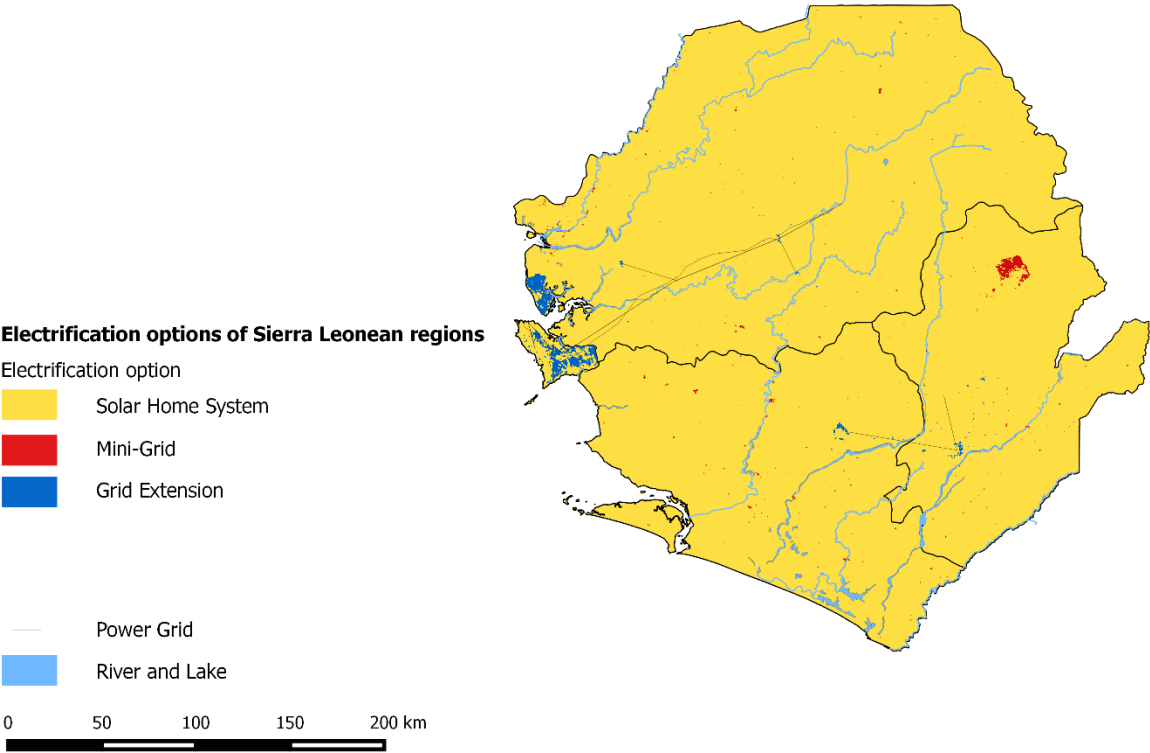 Electrification options of Sierra Leonean regions
Electrification option
Solar Home System
Mini-Grid
Grid Extension
Power Grid
River and Lake
0 50 100 150 200 km